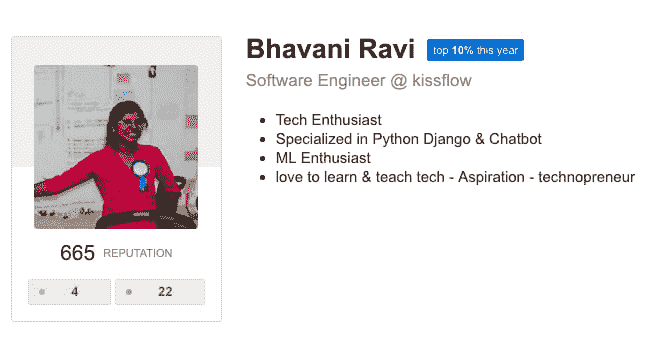 Bhavani Ravi top 10% this year
Software Engineer @ kissflow
Tech Enthusiast
Specialized in Python Django & Chatbot
ML Enthusiast
love to learn & teach tech - Aspiration - technopreneur
665 REPUTATION
4 22